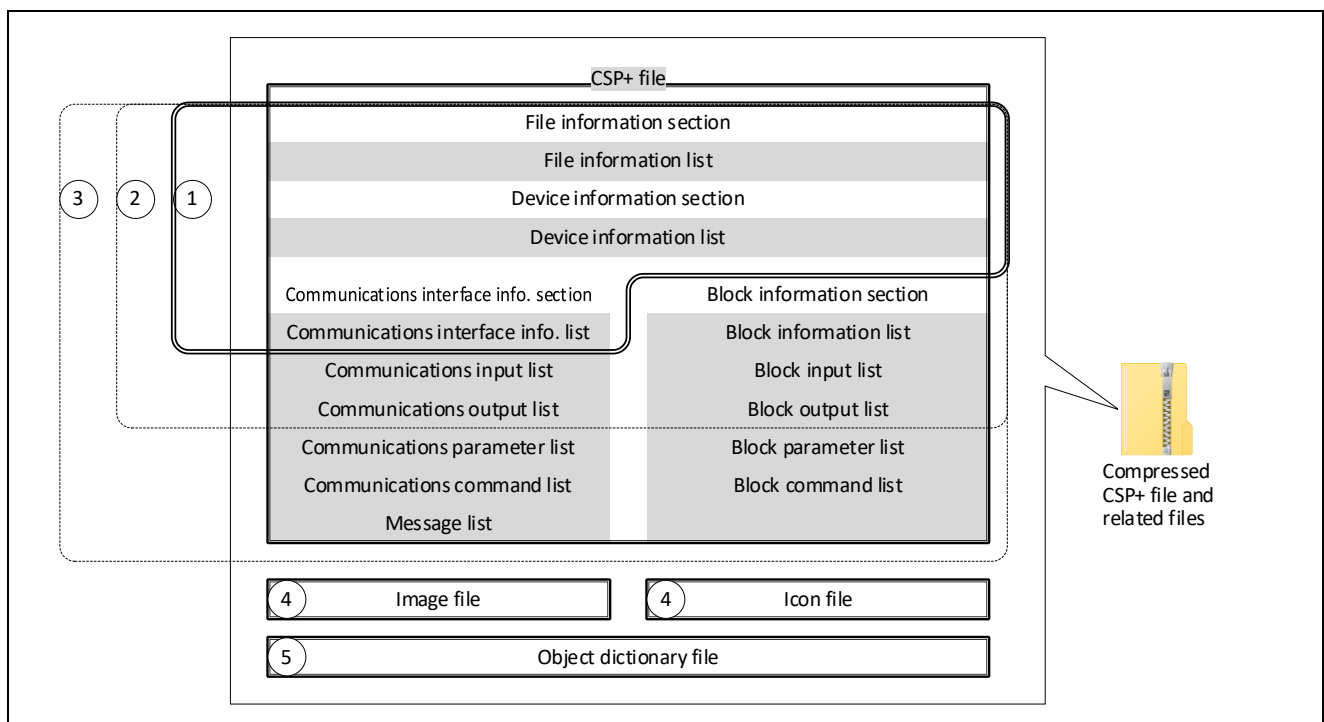 CSP+ file
File information section
File information list
3
2
1
Device information section
Device information list
Communications interface info. section
Block information section
Communications interface info. list
Block information list
Communications input list
Block input list
Communications output list
Block output list
Communications parameter list
Block parameter list
Communications command list
Block command list
Message list
Compressed
CSP+ file and
related files
4
Image file
4
Icon file
5
Object dictionary file